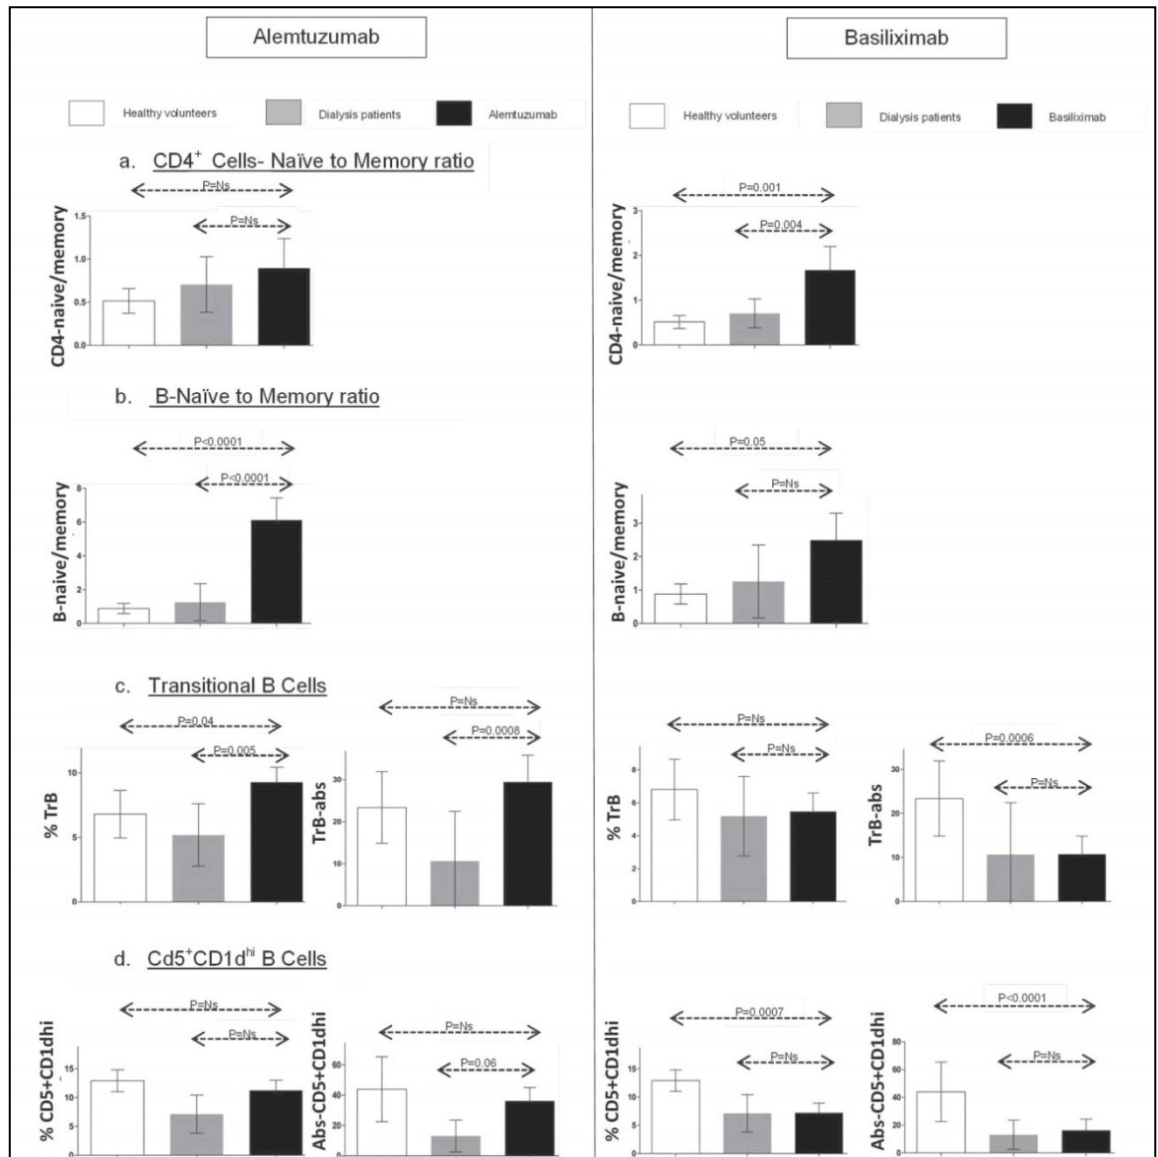 Alemtuzumab
Healthy volunteers Dialysis patients Alemtuzumab
a. CD4+ Cells- Naïve to Memory ratio
P=Ns
P=Ns
CD4-naive/memory
1.5
1.0
0.5
0.0
b. B-Naïve to Memory ratio
P<0.0001
P<0.0001
B-naive/memory
8
6
4
2
0
c. Transitional B Cells
P=0.04
P=0.005
% TrB
10
5
0
P=Ns
P=0.0008
TrB-abs
30
20
10
0
d. Cd5+CD1dhi B Cells
P=Ns
P=Ns
% CD5+CD1dhi
15
10
5
0
P=Ns
P=0.06
Abs-CD5+CD1dhi
60
40
20
0
Basiliximab
Healthy volunteers Dialysis patients Basiliximab
P=0.001
P=0.004
CD4-naive/memory
3
2
1
0
P=0.05
P=Ns
B-naive/memory
3
2
1
0
P=Ns
P=Ns
% TrB
8
6
4
2
0
P=0.0006
P=Ns
TrB-abs
30
20
10
0
P=0.0007
P=Ns
% CD5+CD1dhi
15
10
5
0
P<0.0001
P=Ns
Abs-CD5+CD1dhi
80
60
40
20
0